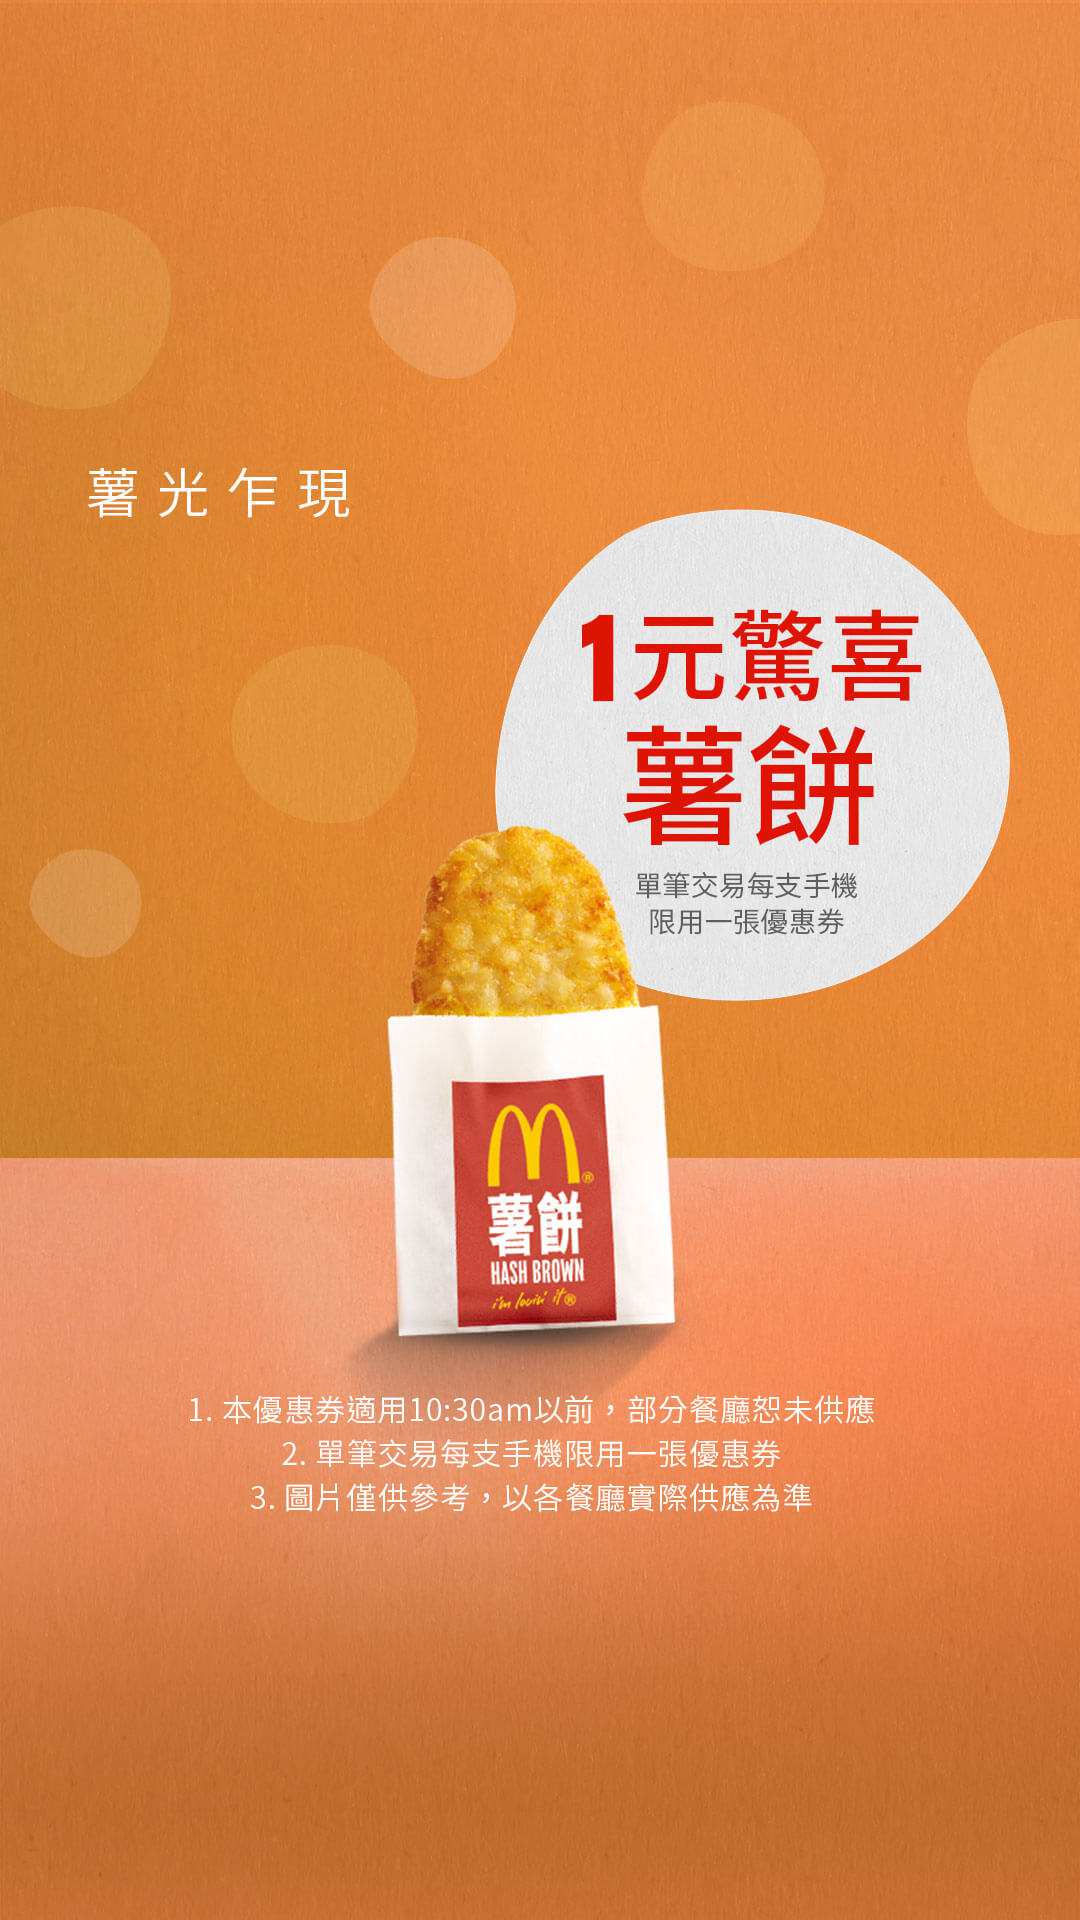 薯光乍現
1元驚喜
薯餅
單筆交易每支手機
限用一張優惠券
M®
薯餅
HASH BROWN
i'm lovin' it®
1. 本優惠券適用10:30am以前，部分餐廳恕未供應
2. 單筆交易每支手機限用一張優惠券
3. 圖片僅供參考，以各餐廳實際供應為準